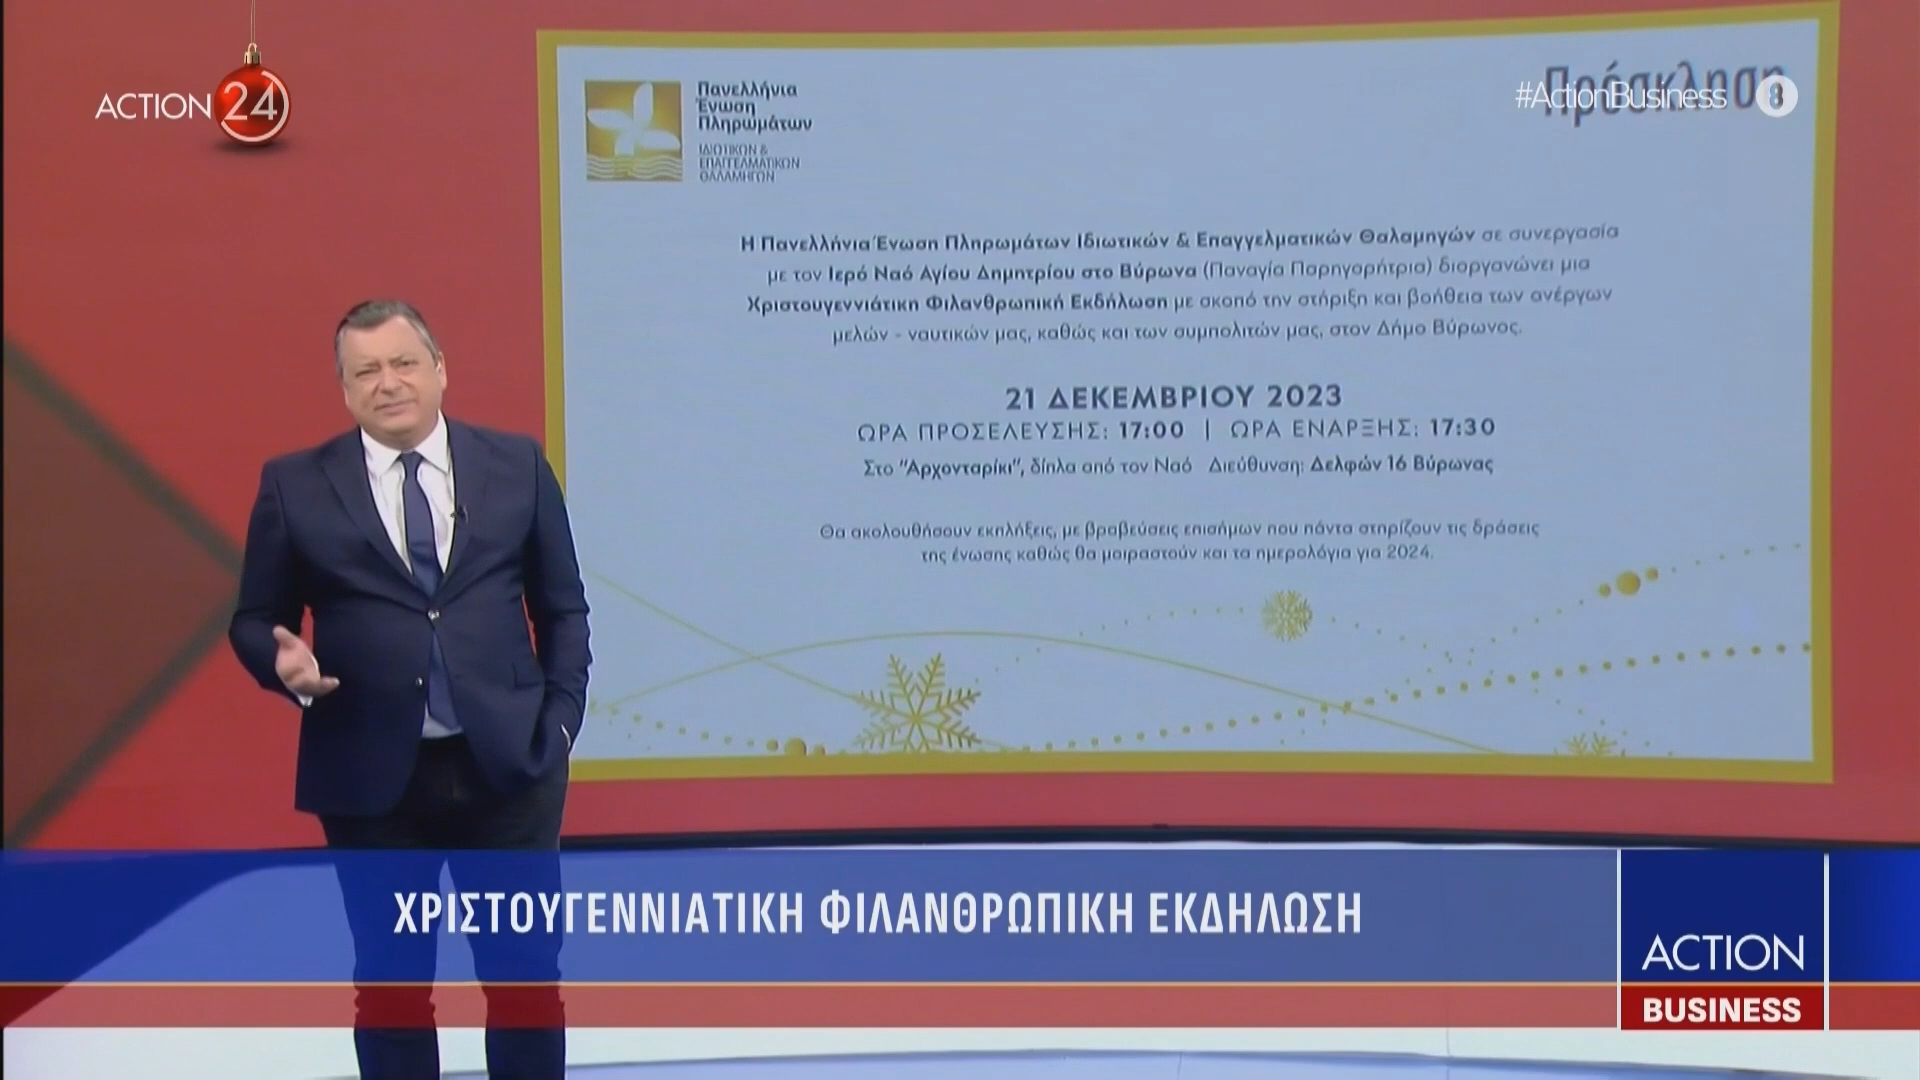 ACTION 24
#ActionBusiness 8
Πρόσκληση
Πανελλήνια
Ένωση
Πληρωμάτων
ΙΔΙΩΤΙΚΩΝ &
ΕΠΑΓΓΕΛΜΑΤΙΚΩΝ
ΘΑΛΑΜΗΓΩΝ
Η Πανελλήνια Ένωση Πληρωμάτων Ιδιωτικών & Επαγγελματικών Θαλαμηγών σε συνεργασία
με τον Ιερό Ναό Αγίου Δημητρίου στο Βύρωνα (Παναγία Παρηγορήτρια) διοργανώνει μια
Χριστουγεννιάτικη Φιλανθρωπική Εκδήλωση με σκοπό την στήριξη και βοήθεια των ανέργων
μελών - ναυτικών μας, καθώς και των συμπολιτών μας, στον Δήμο Βύρωνος.
21 ΔΕΚΕΜΒΡΙΟΥ 2023
ΩΡΑ ΠΡΟΣΕΛΕΥΣΗΣ: 17:00 | ΩΡΑ ΕΝΑΡΞΗΣ: 17:30
Στο "Αρχονταρίκι", δίπλα από τον Ναό Διεύθυνση: Δελφών 16 Βύρωνας
Θα ακολουθήσουν εκπλήξεις, με βραβεύσεις επισήμων που πάντα στηρίζουν τις δράσεις
της ένωσης καθώς θα μοιραστούν και τα ημερολόγια για 2024.
ΧΡΙΣΤΟΥΓΕΝΝΙΑΤΙΚΗ ΦΙΛΑΝΘΡΩΠΙΚΗ ΕΚΔΗΛΩΣΗ
ACTION
BUSINESS